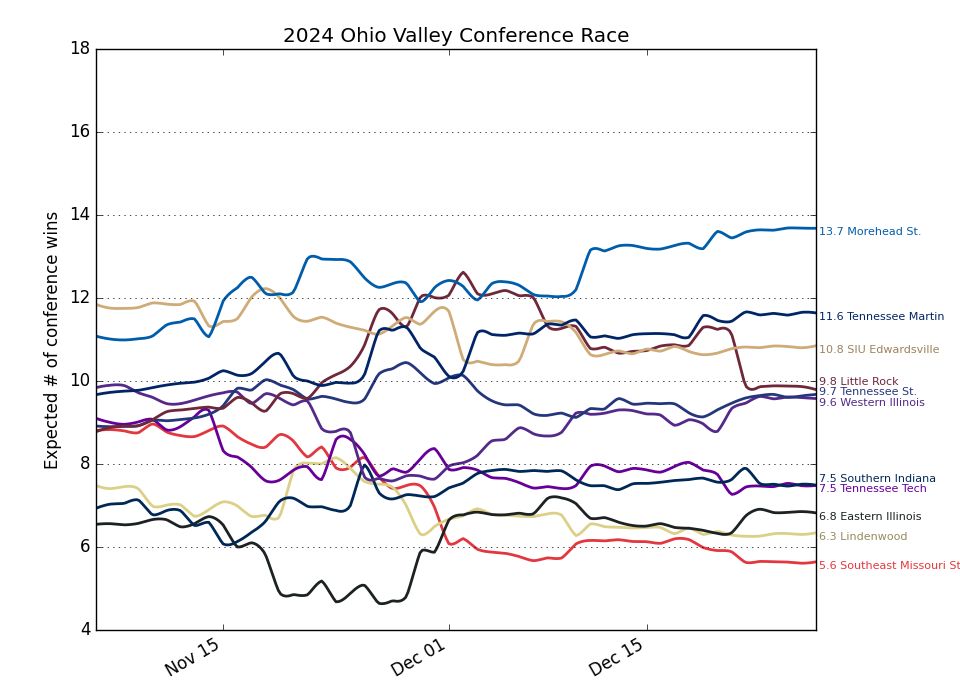 2024 Ohio Valley Conference Race
Expected # of conference wins
18
16
14
12
10
8
6
4
Nov 15
Dec 01
Dec 15
13.7 Morehead St.
11.6 Tennessee Martin
10.8 SIU Edwardsville
9.8 Little Rock
9.7 Tennessee St.
9.6 Western Illinois
7.5 Southern Indiana
7.5 Tennessee Tech
6.8 Eastern Illinois
6.3 Lindenwood
5.6 Southeast Missouri St